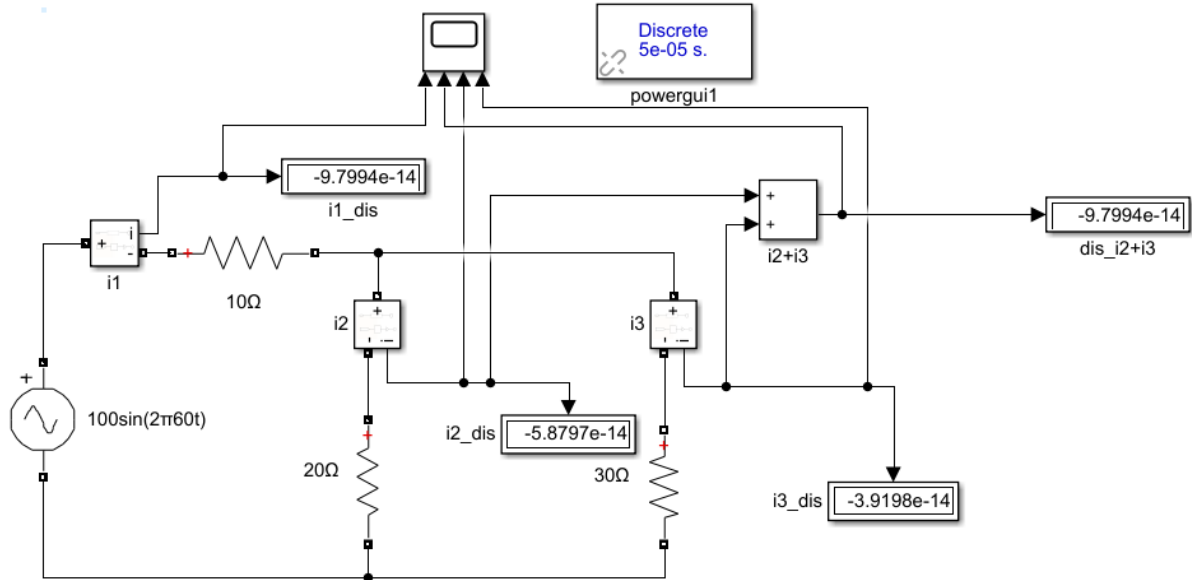 Discrete
5e-05 s.
powergui1
-9.7994e-14
i1_dis
+
+
i2+i3
-9.7994e-14
dis_i2+i3
+
i
-
i1
+
10Ω
i2
+
i
-
i3
+
i
-
+
100sin(2π60t)
i2_dis
-5.8797e-14
+
20Ω
+
30Ω
i3_dis
-3.9198e-14